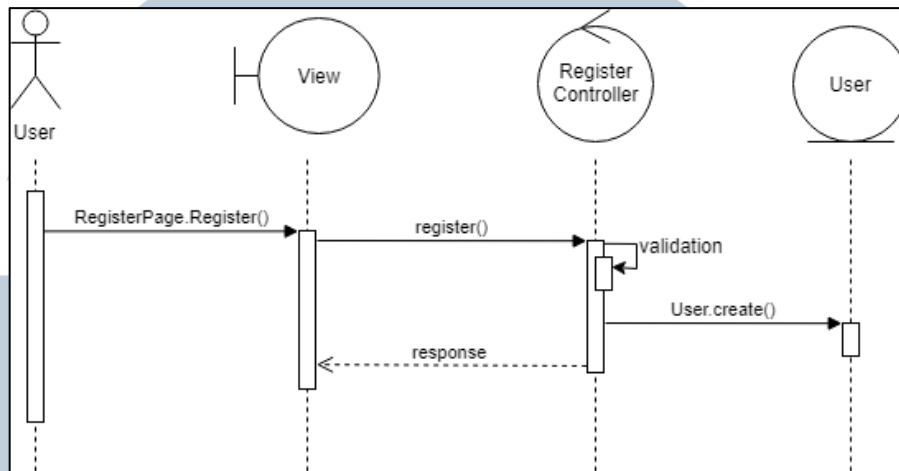 View
Register
Controller
User
User
RegisterPage.Register()
register()
validation
User.create()
response